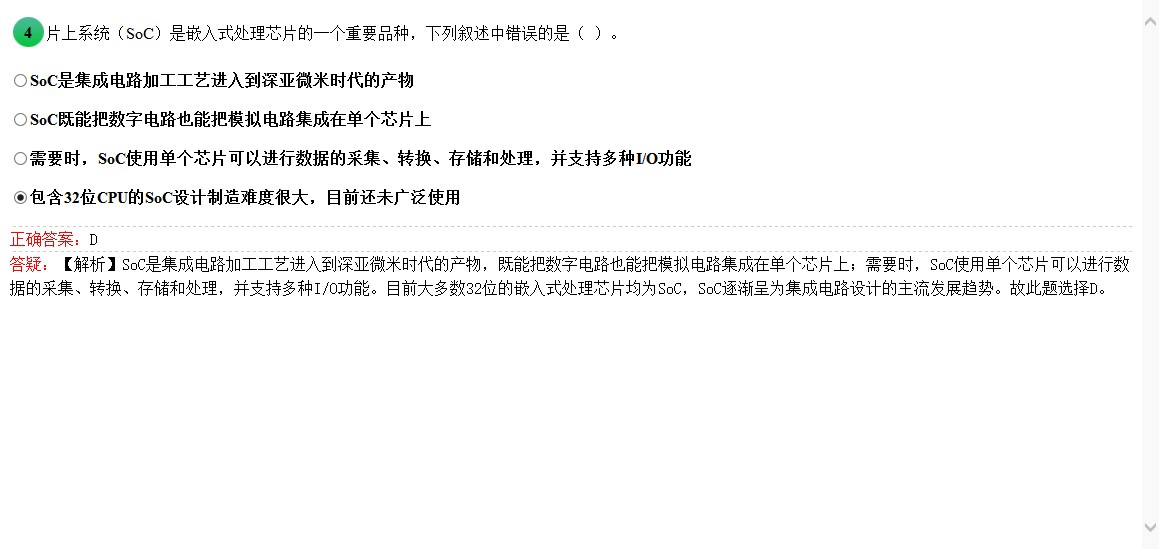 4 片上系统（SoC）是嵌入式处理芯片的一个重要品种，下列叙述中错误的是（ ）。
SoC是集成电路加工工艺进入到深亚微米时代的产物
SoC既能把数字电路也能把模拟电路集成在单个芯片上
需要时，SoC使用单个芯片可以进行数据的采集、转换、存储和处理，并支持多种I/O功能
包含32位CPU的SoC设计制造难度很大，目前还未广泛使用
正确答案：D
答疑：【解析】SoC是集成电路加工工艺进入到深亚微米时代的产物，既能把数字电路也能把模拟电路集成在单个芯片上；需要时，SoC使用单个芯片可以进行数
据的采集、转换、存储和处理，并支持多种I/O功能。目前大多数32位的嵌入式处理芯片均为SoC，SoC逐渐呈为集成电路设计的主流发展趋势。故此题选择D。